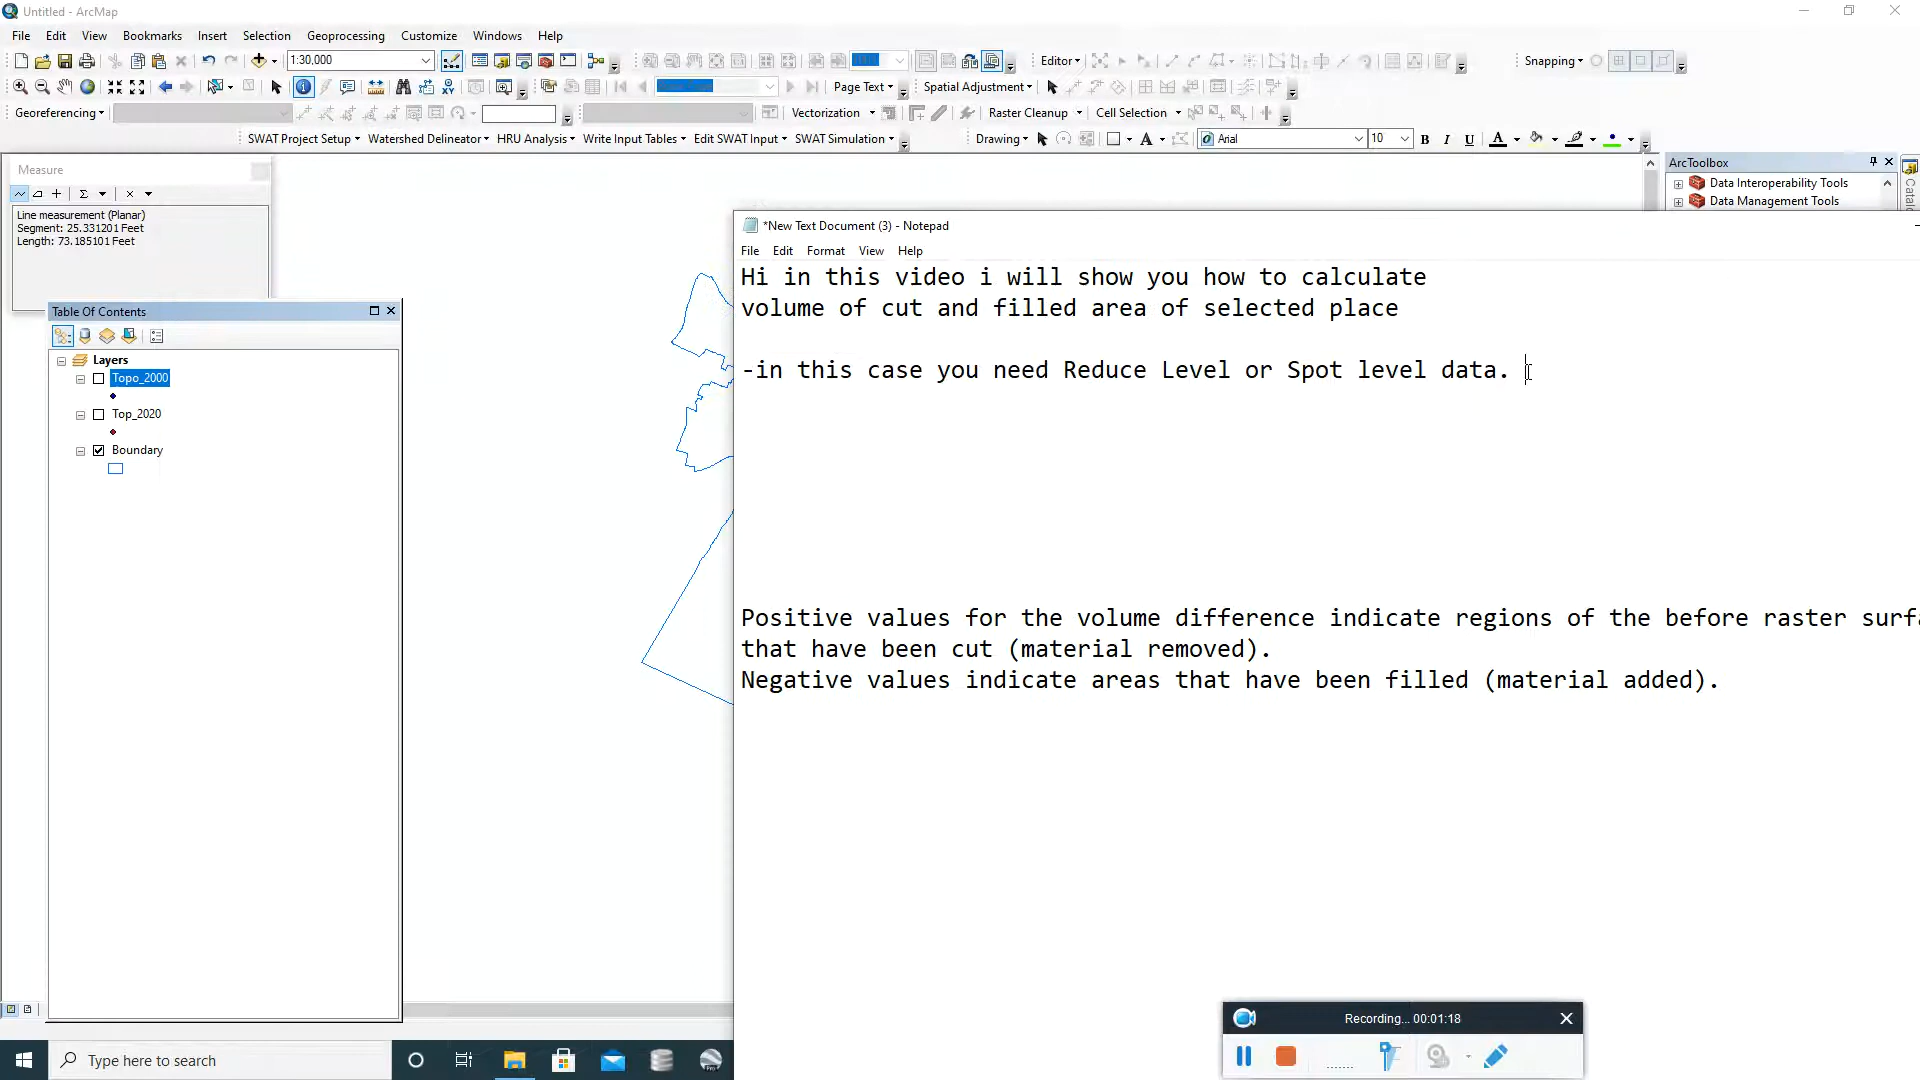 Untitled - ArcMap
File Edit View Bookmarks Insert Selection Geoprocessing Customize Windows Help
1:30,000
Editor
Snapping
Page Text
Spatial Adjustment
Georeferencing
Vectorization
Raster Cleanup
Cell Selection
SWAT Project Setup Watershed Delineator HRU Analysis Write Input Tables Edit SWAT Input SWAT Simulation
Drawing
Arial
10
B I U A
Measure
Line measurement (Planar)
Segment: 25.331201 Feet
Length: 73.185101 Feet
ArcToolbox
Data Interoperability Tools
Data Management Tools
Table Of Contents
Layers
Topo_2000
Top_2020
Boundary
*New Text Document (3) - Notepad
File Edit Format View Help
Hi in this video i will show you how to calculate
volume of cut and filled area of selected place
-in this case you need Reduce Level or Spot level data.
Positive values for the volume difference indicate regions of the before raster surfa
that have been cut (material removed).
Negative values indicate areas that have been filled (material added).
Recording... 00:01:18
Type here to search